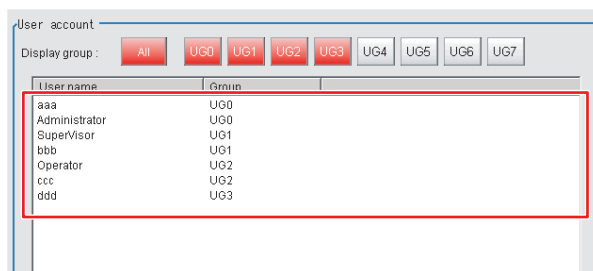 User account
Display group : All UG0 UG1 UG2 UG3 UG4 UG5 UG6 UG7
User name Group
aaa UG0
Administrator UG0
SuperVisor UG1
bbb UG1
Operator UG2
ccc UG2
ddd UG3